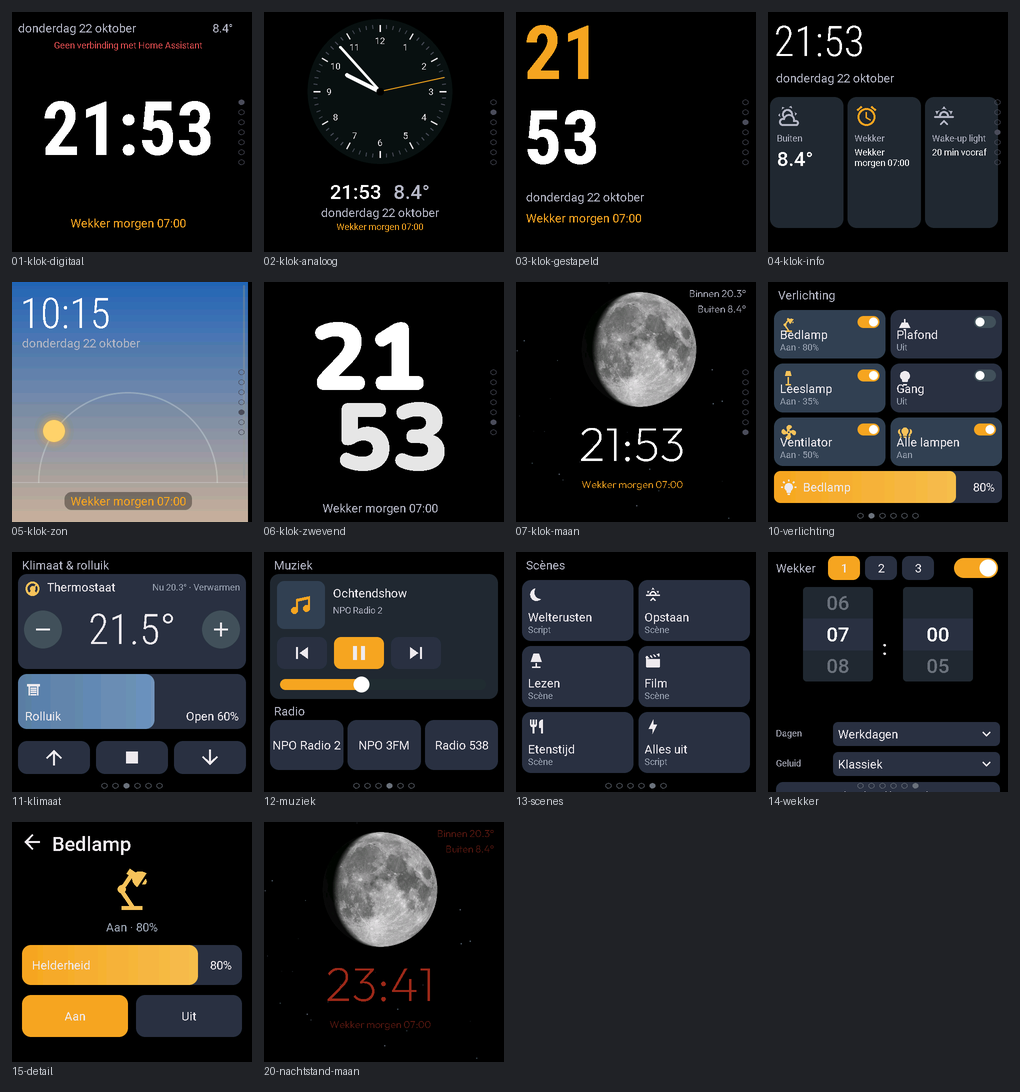 donderdag 22 oktober 8.4°
Geen verbinding met Home Assistant
21:53
Wekker morgen 07:00
01-klok-digitaal
12
1
2
3
4
5
6
7
8
9
10
11
21:53 8.4°
donderdag 22 oktober
Wekker morgen 07:00
02-klok-analoog
21
53
donderdag 22 oktober
Wekker morgen 07:00
03-klok-gestapeld
21:53
donderdag 22 oktober
Buiten
8.4°
Wekker
Wekker
morgen 07:00
Wake-up light
20 min vooraf
04-klok-info
10:15
donderdag 22 oktober
Wekker morgen 07:00
05-klok-zon
21
53
Wekker morgen 07:00
06-klok-zwevend
Binnen 20.3°
Buiten 8.4°
21:53
Wekker morgen 07:00
07-klok-maan
Verlichting
Bedlamp
Aan · 80%
Plafond
Uit
Leeslamp
Aan · 35%
Gang
Uit
Ventilator
Aan · 50%
Alle lampen
Aan
Bedlamp 80%
10-verlichting
Klimaat & rolluik
Thermostaat Nu 20.3° · Verwarmen
− 21.5° +
Rolluik Open 60%
11-klimaat
Muziek
Ochtendshow
NPO Radio 2
Radio
NPO Radio 2 NPO 3FM Radio 538
12-muziek
Scènes
Welterusten
Script
Opstaan
Scène
Lezen
Scène
Film
Scène
Etenstijd
Scène
Alles uit
Script
13-scenes
Wekker 1 2 3
06
07 : 00
08 05
Dagen Werkdagen
Geluid Klassiek
14-wekker
Bedlamp
Aan · 80%
Helderheid 80%
Aan Uit
15-detail
Binnen 20.3°
Buiten 8.4°
23:41
Wekker morgen 07:00
20-nachtstand-maan